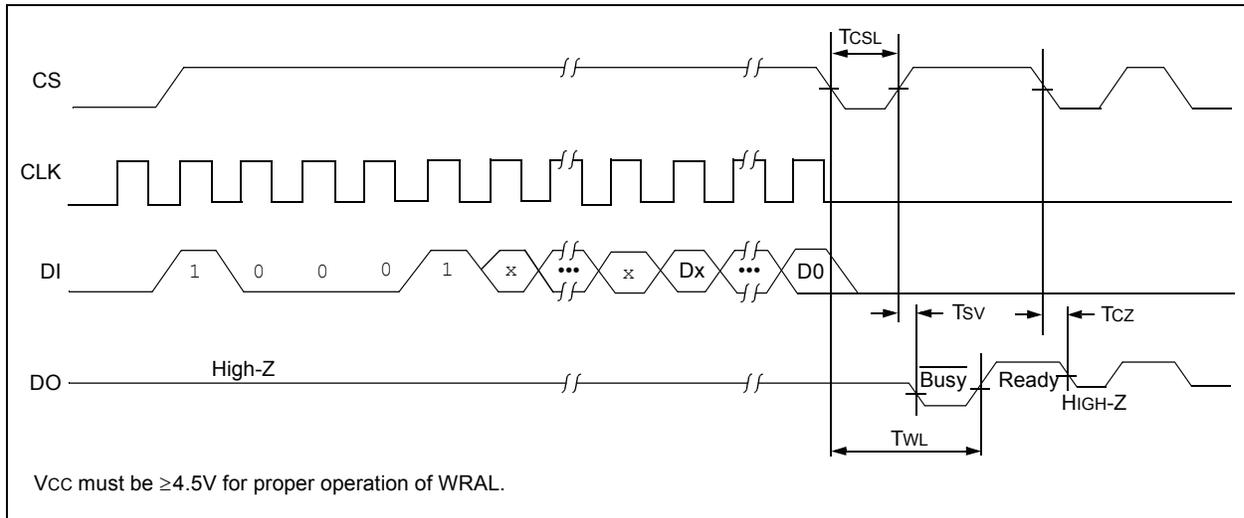 TCSL
CS
CLK
DI 1 0 0 0 1 x ••• x Dx ••• D0
TSV TCZ
High-Z
DO Busy Ready
HIGH-Z
TWL
VCC must be ≥4.5V for proper operation of WRAL.